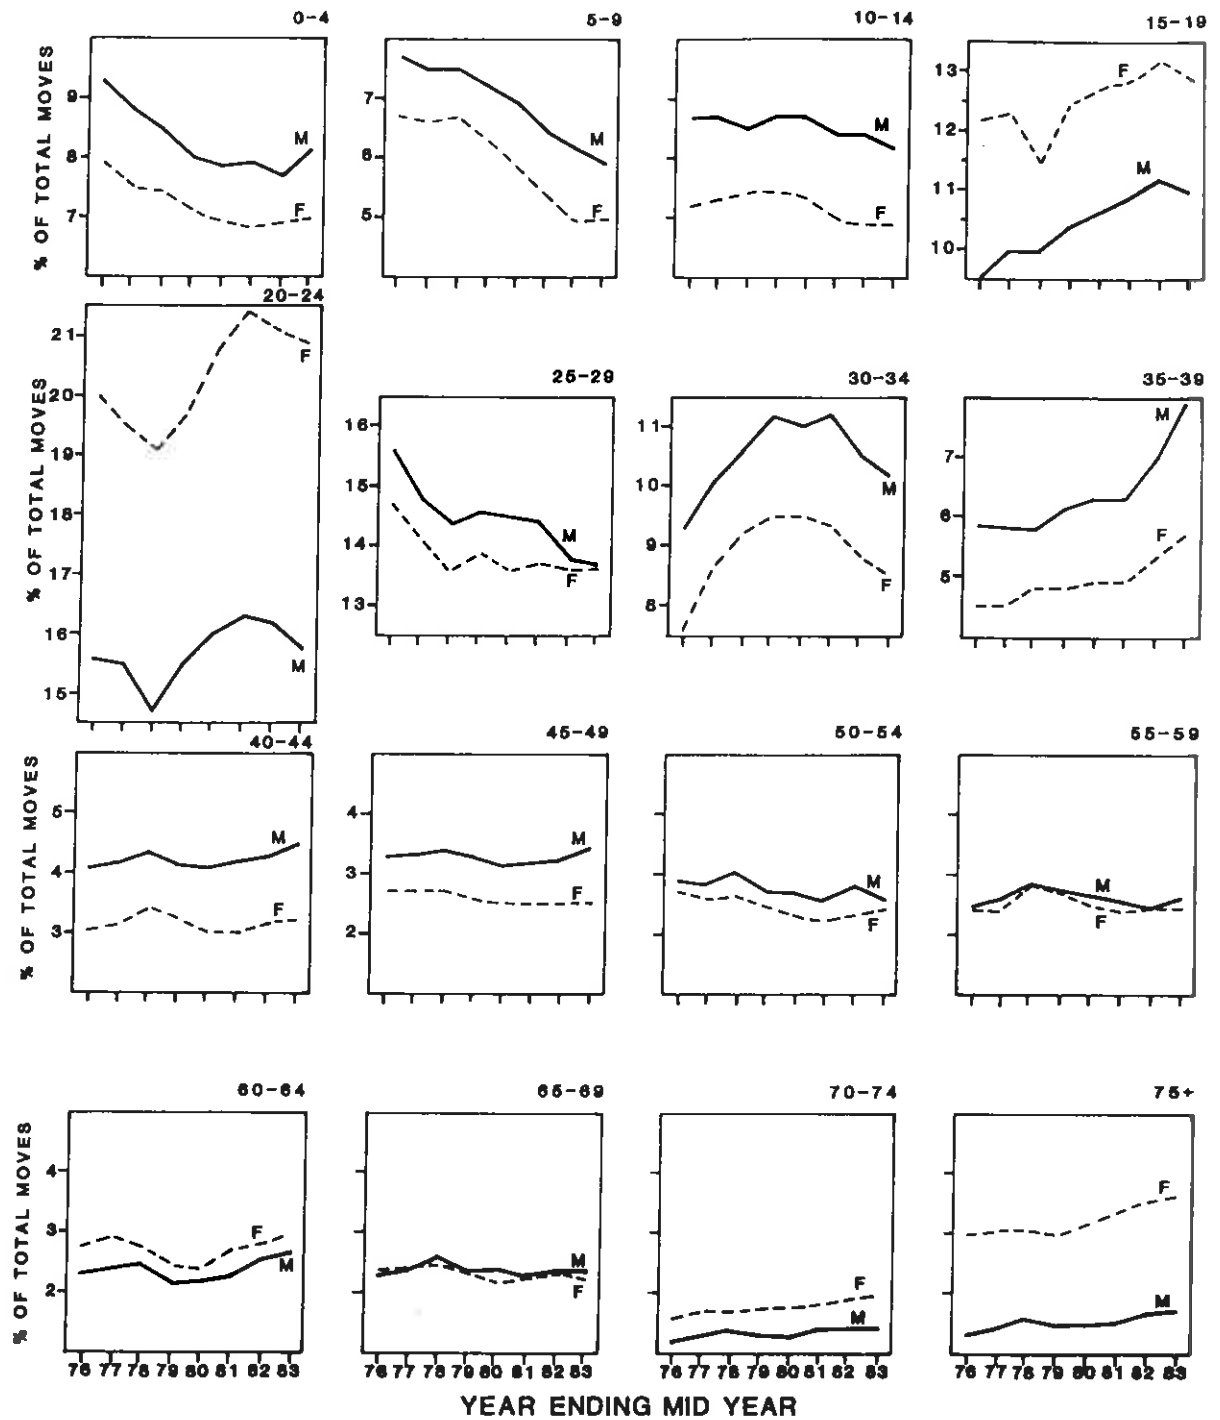 0-4 5-9 10-14 15-19
% OF TOTAL MOVES
9
8
7
M
F
7
6
5
M
F
M
F
13
12
11
10
F
M
20-24
% OF TOTAL MOVES
21
20
19
18
17
16
15
F
M
25-29 30-34 35-39
16
15
14
13
M
F
11
10
9
8
M
F
7
6
5
M
F
40-44 45-49 50-54 55-59
% OF TOTAL MOVES
5
4
3
M
F
4
3
2
M
F
M
F
M
F
60-64 65-69 70-74 75+
% OF TOTAL MOVES
4
3
2
F
M
M
F
F
M
F
M
76 77 78 79 80 81 82 83 76 77 78 79 80 81 82 83 76 77 78 79 80 81 82 83 76 77 78 79 80 81 82 83
YEAR ENDING MID YEAR